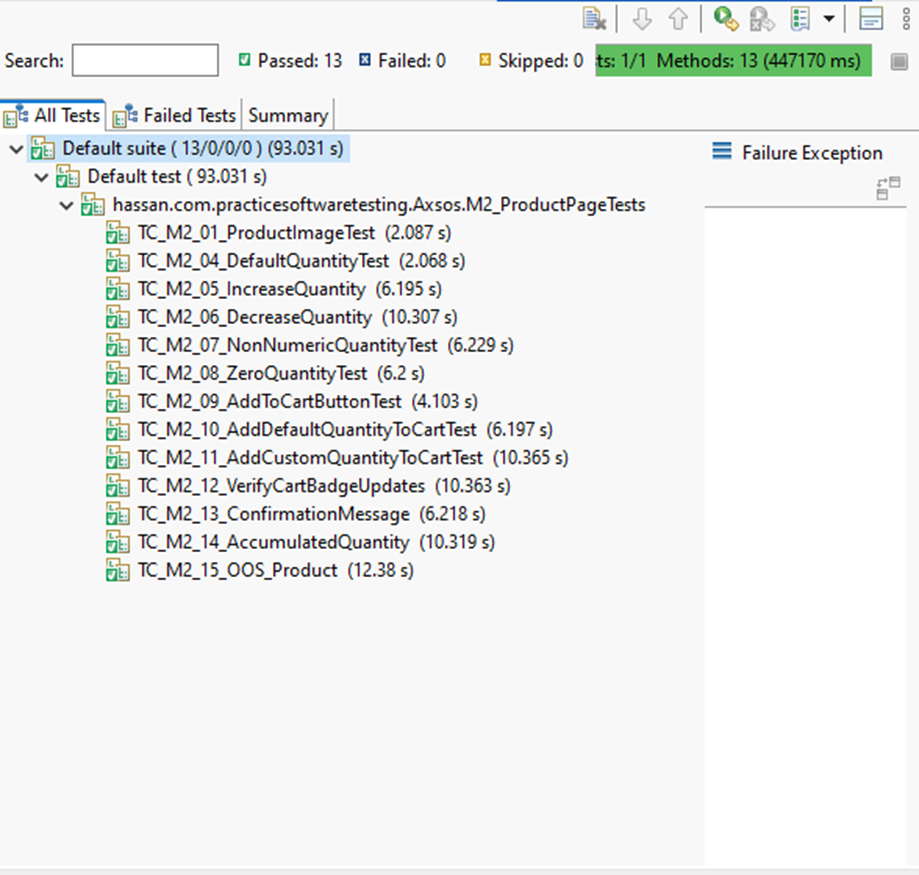 Search: Passed: 13 Failed: 0 Skipped: 0 ts: 1/1 Methods: 13 (447170 ms)
All Tests Failed Tests Summary
Default suite ( 13/0/0/0 ) (93.031 s)
Failure Exception
Default test ( 93.031 s)
hassan.com.practicesoftwaretesting.Axsos.M2_ProductPageTests
TC_M2_01_ProductImageTest (2.087 s)
TC_M2_04_DefaultQuantityTest (2.068 s)
TC_M2_05_IncreaseQuantity (6.195 s)
TC_M2_06_DecreaseQuantity (10.307 s)
TC_M2_07_NonNumericQuantityTest (6.229 s)
TC_M2_08_ZeroQuantityTest (6.2 s)
TC_M2_09_AddToCartButtonTest (4.103 s)
TC_M2_10_AddDefaultQuantityToCartTest (6.197 s)
TC_M2_11_AddCustomQuantityToCartTest (10.365 s)
TC_M2_12_VerifyCartBadgeUpdates (10.363 s)
TC_M2_13_ConfirmationMessage (6.218 s)
TC_M2_14_AccumulatedQuantity (10.319 s)
TC_M2_15_OOS_Product (12.38 s)